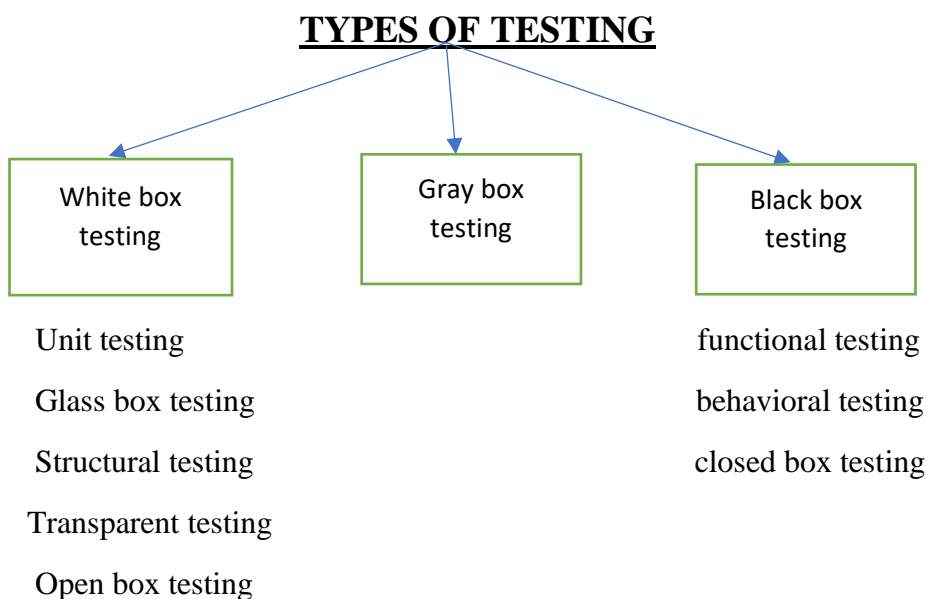 TYPES OF TESTING
White box
testing
Gray box
testing
Black box
testing
Unit testing
Glass box testing
Structural testing
Transparent testing
Open box testing
functional testing
behavioral testing
closed box testing